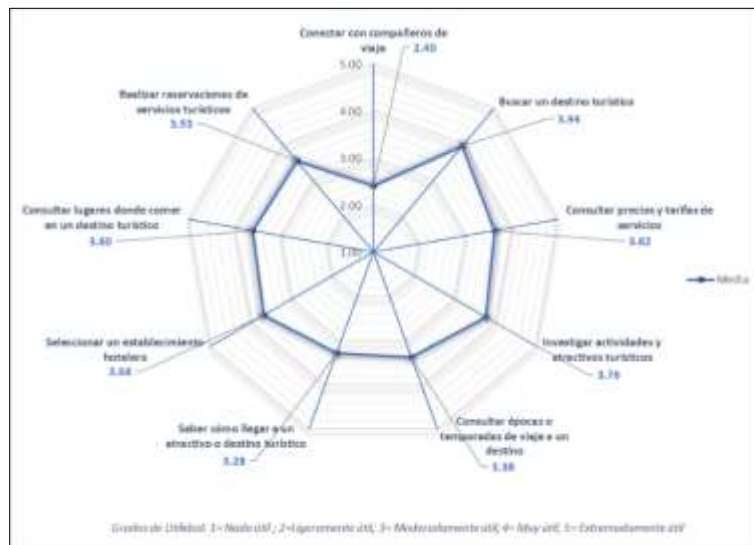 Conectar con compañeros de
viaje
2.40
Buscar un destino turístico
3.94
Consultar precios y tarifas de
servicios
3.62
Investigar actividades y
atractivos turísticos
3.76
Consultar épocas o
temporadas de viaje a un
destino
3.38
Saber cómo llegar a un
atractivo o destino turístico
3.28
Seleccionar un establecimiento
hotelero
3.68
Consultar lugares donde comer
en un destino turístico
3.60
Realizar reservaciones de
servicios turísticos
3.53
5.00
4.00
3.00
2.00
1.00
Media
Grados de Utilidad: 1= Nada útil ; 2=Ligeramente útil; 3= Moderadamente útil; 4= Muy útil; 5= Extremadamente útil